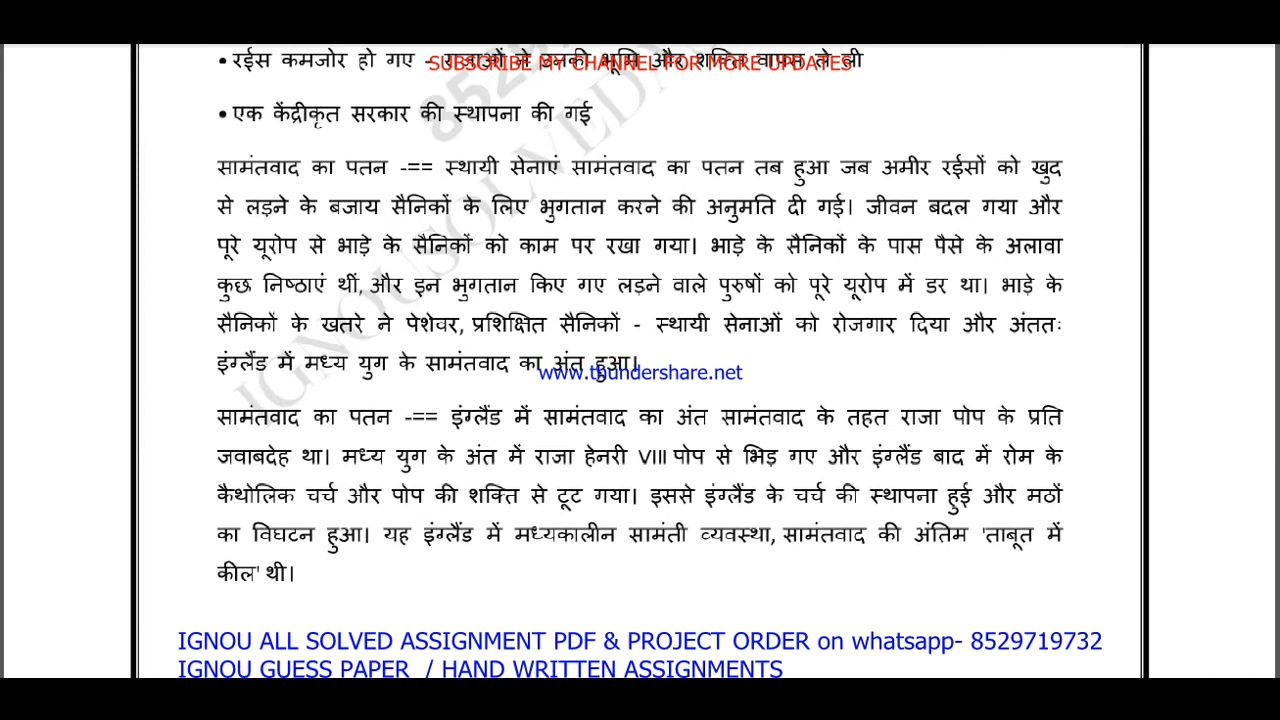 • रईस कमजोर हो गए - राजाओं ने उनकी भूमि और शक्ति वापस ले ली
SUBSCRIBE MY CHANNEL FOR MORE UPDATES
• एक केंद्रीकृत सरकार की स्थापना की गई
सामंतवाद का पतन -== स्थायी सेनाएं सामंतवाद का पतन तब हुआ जब अमीर रईसों को खुद
से लड़ने के बजाय सैनिकों के लिए भुगतान करने की अनुमति दी गई। जीवन बदल गया और
पूरे यूरोप से भाड़े के सैनिकों को काम पर रखा गया। भाड़े के सैनिकों के पास पैसे के अलावा
कुछ निष्ठाएं थीं, और इन भुगतान किए गए लड़ने वाले पुरुषों को पूरे यूरोप में डर था। भाड़े के
सैनिकों के खतरे ने पेशेवर, प्रशिक्षित सैनिकों - स्थायी सेनाओं को रोजगार दिया और अंततः
इंग्लैंड में मध्य युग के सामंतवाद का अंत हुआ।
www.thundershare.net
सामंतवाद का पतन -== इंग्लैंड में सामंतवाद का अंत सामंतवाद के तहत राजा पोप के प्रति
जवाबदेह था। मध्य युग के अंत में राजा हेनरी VIII पोप से भिड़ गए और इंग्लैंड बाद में रोम के
कैथोलिक चर्च और पोप की शक्ति से टूट गया। इससे इंग्लैंड के चर्च की स्थापना हुई और मठों
का विघटन हुआ। यह इंग्लैंड में मध्यकालीन सामंती व्यवस्था, सामंतवाद की अंतिम 'ताबूत में
कील' थी।
IGNOU ALL SOLVED ASSIGNMENT PDF & PROJECT ORDER on whatsapp- 8529719732
IGNOU GUESS PAPER / HAND WRITTEN ASSIGNMENTS